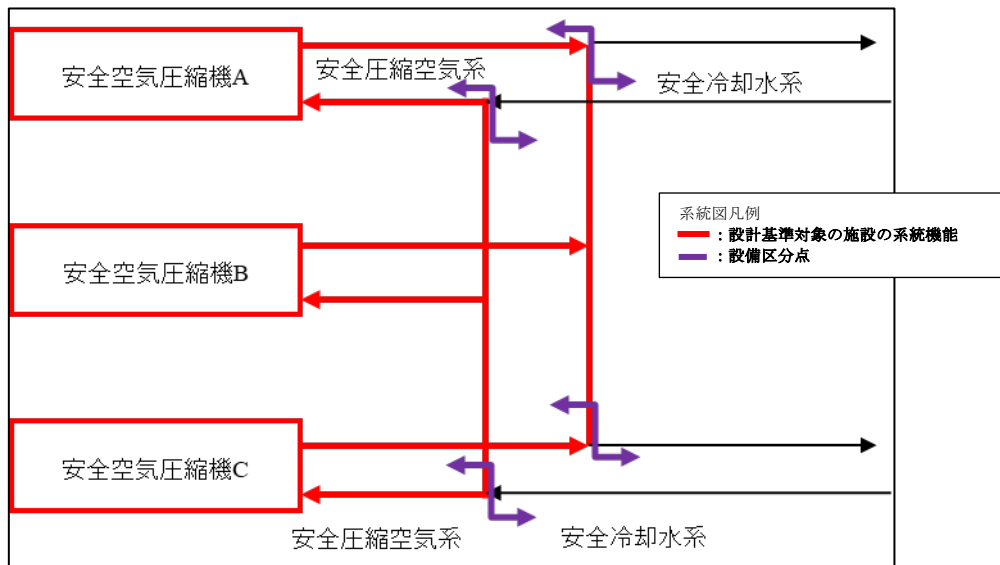 安全空気圧縮機A
安全圧縮空気系
安全冷却水系
系統図凡例
：設計基準対象の施設の系統機能
：設備区分点
安全空気圧縮機B
安全空気圧縮機C
安全圧縮空気系
安全冷却水系